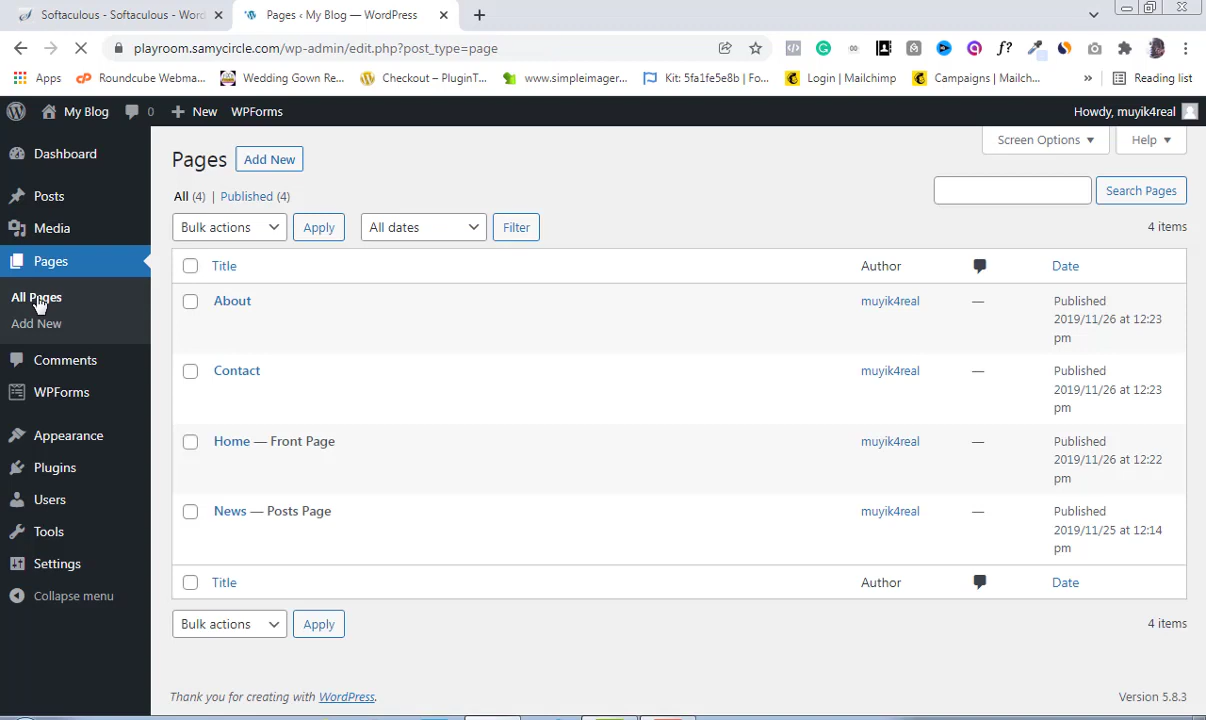 Softaculous - Softaculous - Word
Pages ‹ My Blog — WordPress
playroom.samycircle.com/wp-admin/edit.php?post_type=page
Apps
Roundcube Webma...
Wedding Gown Re...
Checkout – PluginT...
www.simpleimager...
Kit: 5fa1fe5e8b | Fo...
Login | Mailchimp
Campaigns | Mailch...
»
Reading list
My Blog
0
New
WPForms
Howdy, muyik4real
Dashboard
Posts
Media
Pages
All Pages
Add New
Comments
WPForms
Appearance
Plugins
Users
Tools
Settings
Collapse menu
Screen Options
Help
Pages
Add New
All (4) | Published (4)
Search Pages
Bulk actions
Apply
All dates
Filter
4 items
Title
Author
Date
About
muyik4real
—
Published
2019/11/26 at 12:23
pm
Contact
muyik4real
—
Published
2019/11/26 at 12:23
pm
Home — Front Page
muyik4real
—
Published
2019/11/26 at 12:22
pm
News — Posts Page
muyik4real
—
Published
2019/11/25 at 12:14
pm
Title
Author
Date
Bulk actions
Apply
4 items
Thank you for creating with WordPress.
Version 5.8.3